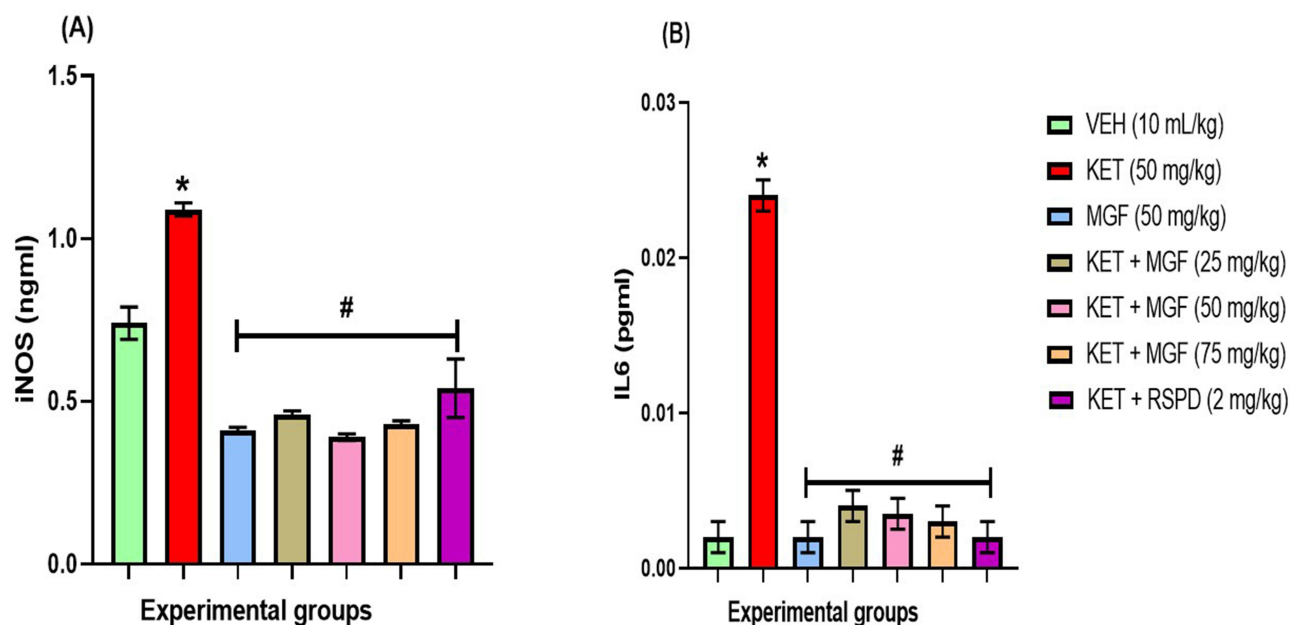 (A)
1.5
1.0
0.5
0.0
iNOS (ngml)
*
#
Experimental groups
(B)
0.03
0.02
0.01
0.00
IL6 (pgml)
*
#
Experimental groups
VEH (10 mL/kg)
KET (50 mg/kg)
MGF (50 mg/kg)
KET + MGF (25 mg/kg)
KET + MGF (50 mg/kg)
KET + MGF (75 mg/kg)
KET + RSPD (2 mg/kg)